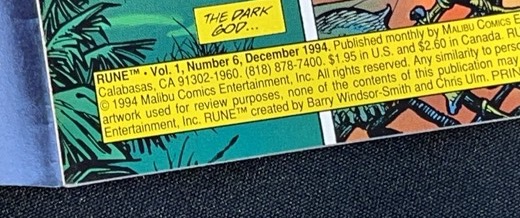 THE DARK
GOD...
RUNE™ • Vol. 1, Number 6, December 1994. Published monthly by MALIBU COMICS E
Calabasas, CA 91302-1960. (818) 878-7400. $1.95 in U.S. and $2.60 in Canada. RU
© 1994 Malibu Comics Entertainment, Inc. All rights reserved. Any similarity to perso
artwork used for review purposes, none of the contents of this publication may
Entertainment, Inc. RUNE™ created by Barry Windsor-Smith and Chris Ulm. PRIN